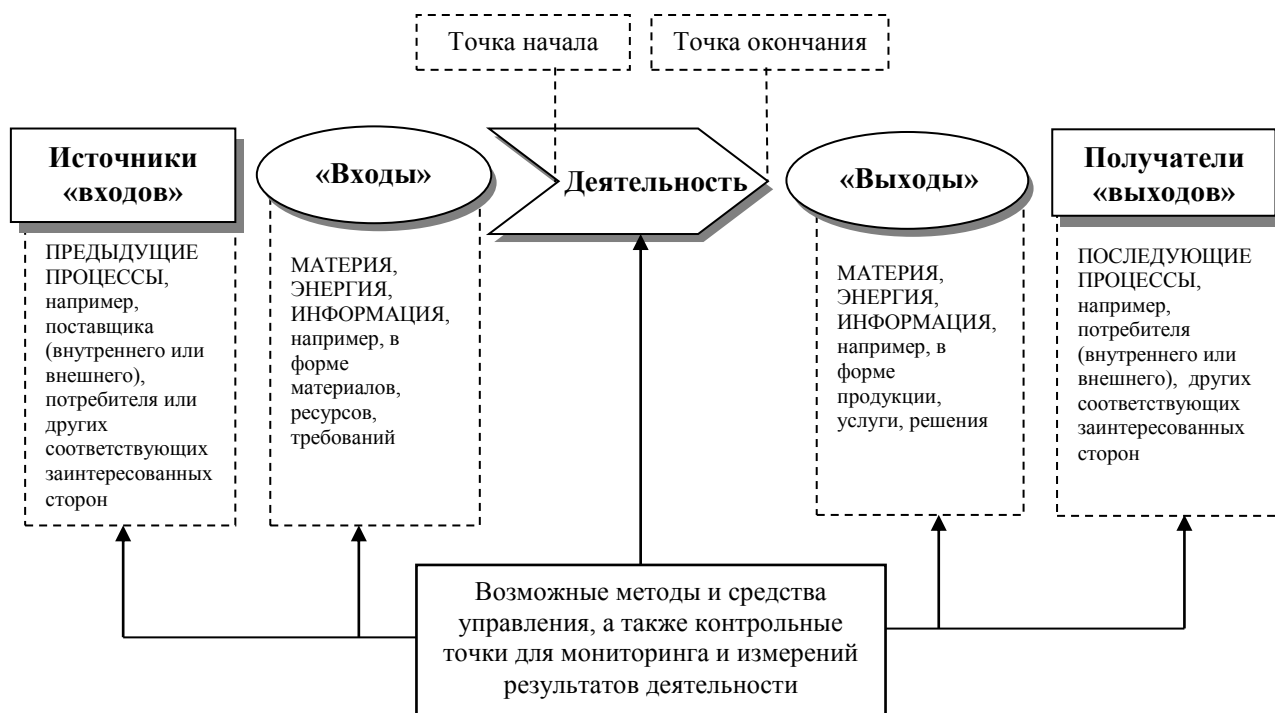 Точка начала
Точка окончания
Источники
«входов»
«Входы»
Деятельность
«Выходы»
Получатели
«выходов»
ПРЕДЫДУЩИЕ
ПРОЦЕССЫ,
например,
поставщика
(внутреннего или
внешнего),
потребителя или
других
соответствующих
заинтересованных
сторон
МАТЕРИЯ,
ЭНЕРГИЯ,
ИНФОРМАЦИЯ,
например, в
форме
материалов,
ресурсов,
требований
МАТЕРИЯ,
ЭНЕРГИЯ,
ИНФОРМАЦИЯ,
например, в
форме
продукции,
услуги, решения
ПОСЛЕДУЮЩИЕ
ПРОЦЕССЫ,
например,
потребителя
(внутреннего или
внешнего), других
соответствующих
заинтересованных
сторон
Возможные методы и средства
управления, а также контрольные
точки для мониторинга и измерений
результатов деятельности